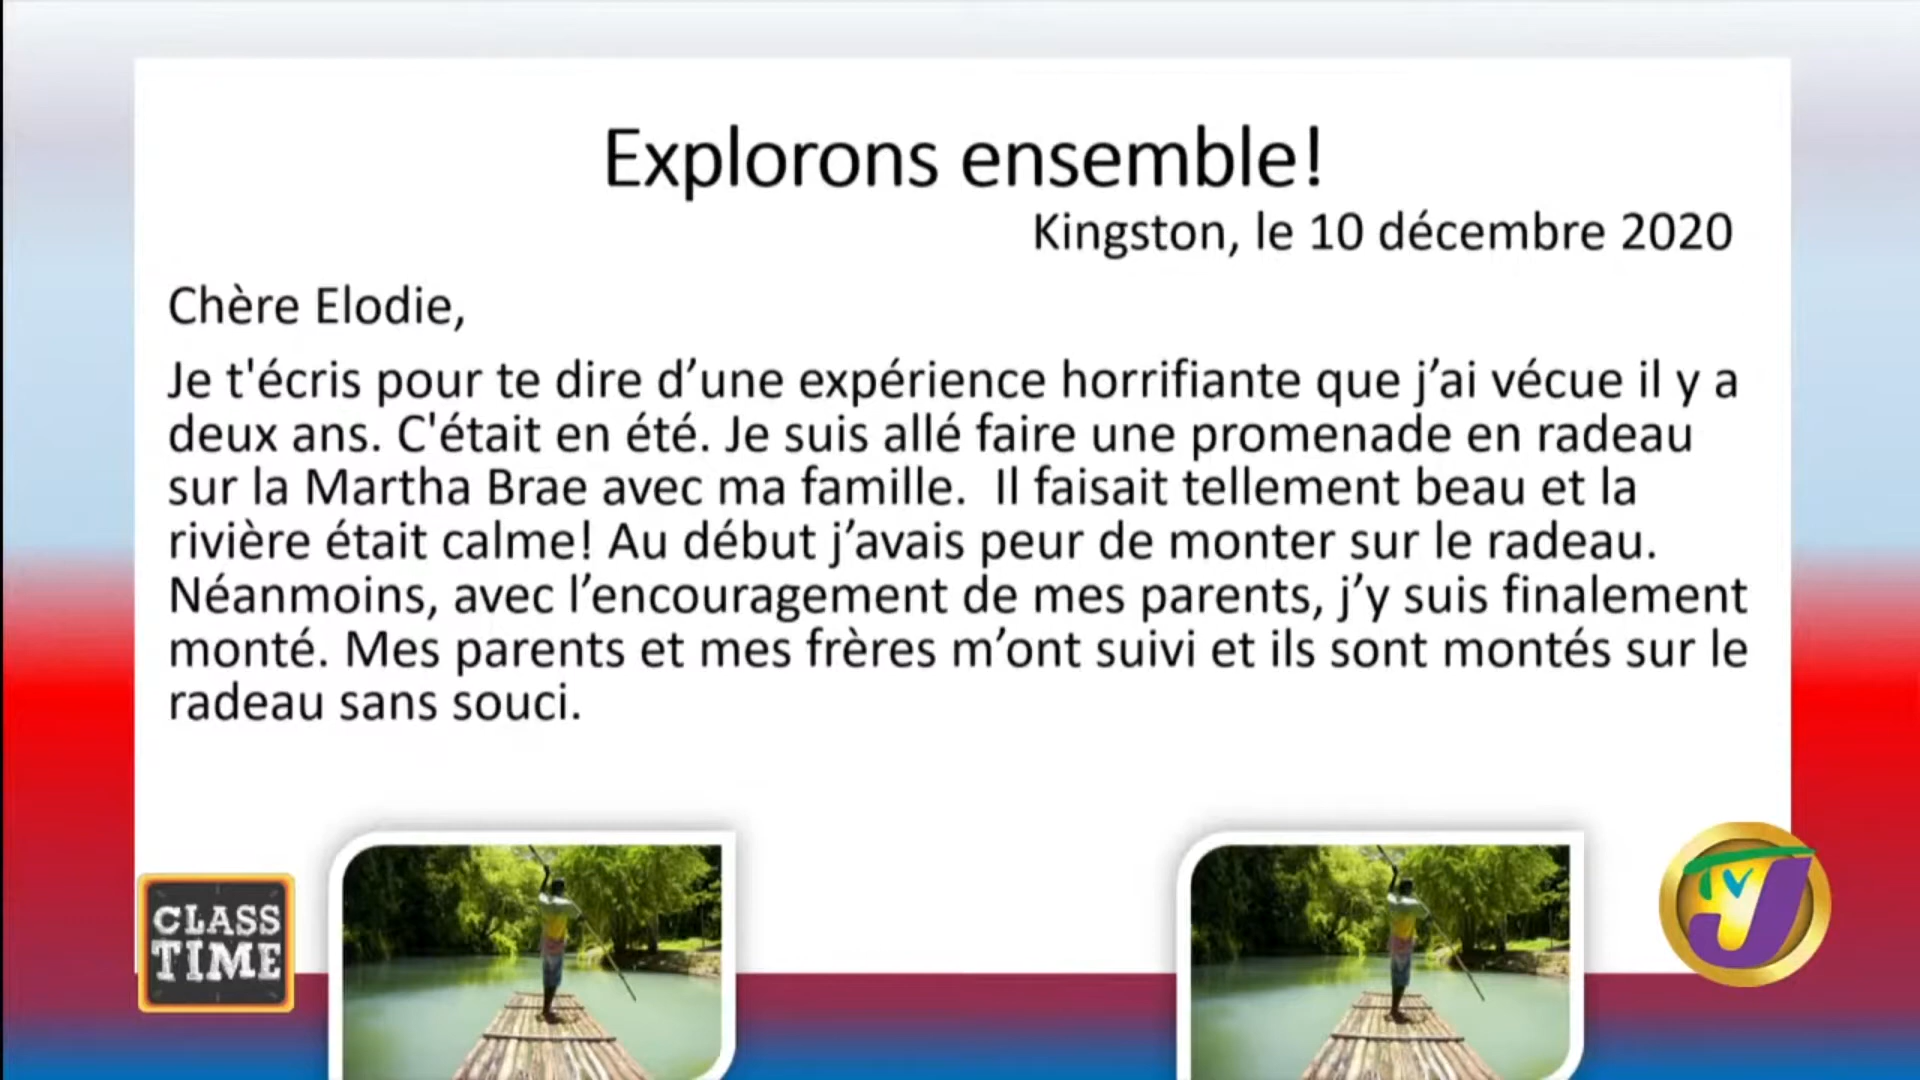 Explorons ensemble!
Kingston, le 10 décembre 2020
Chère Elodie,
Je t'écris pour te dire d’une expérience horrifiante que j’ai vécue il y a
deux ans. C'était en été. Je suis allé faire une promenade en radeau
sur la Martha Brae avec ma famille.  Il faisait tellement beau et la
rivière était calme! Au début j’avais peur de monter sur le radeau.
Néanmoins, avec l’encouragement de mes parents, j’y suis finalement
monté. Mes parents et mes frères m’ont suivi et ils sont montés sur le
radeau sans souci.
CLASS
TIME
TVJ